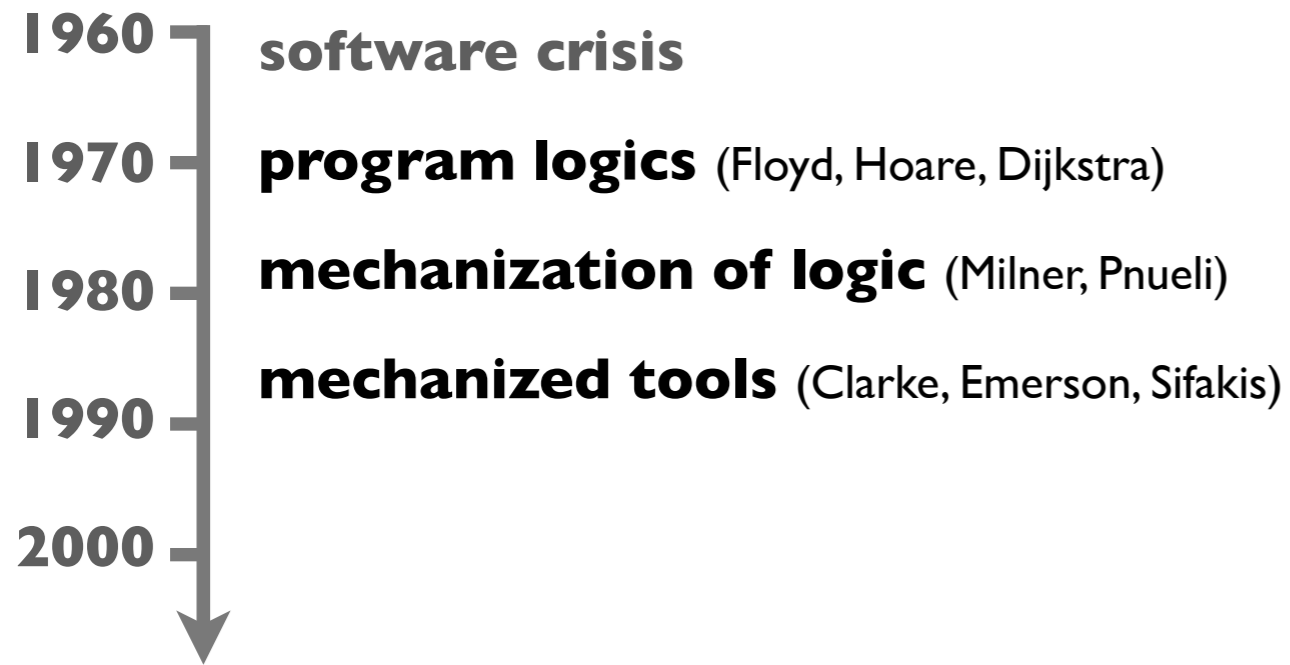 1960
software crisis
1970
program logics (Floyd, Hoare, Dijkstra)
mechanization of logic (Milner, Pnueli)
1980
mechanized tools (Clarke, Emerson, Sifakis)
1990
2000